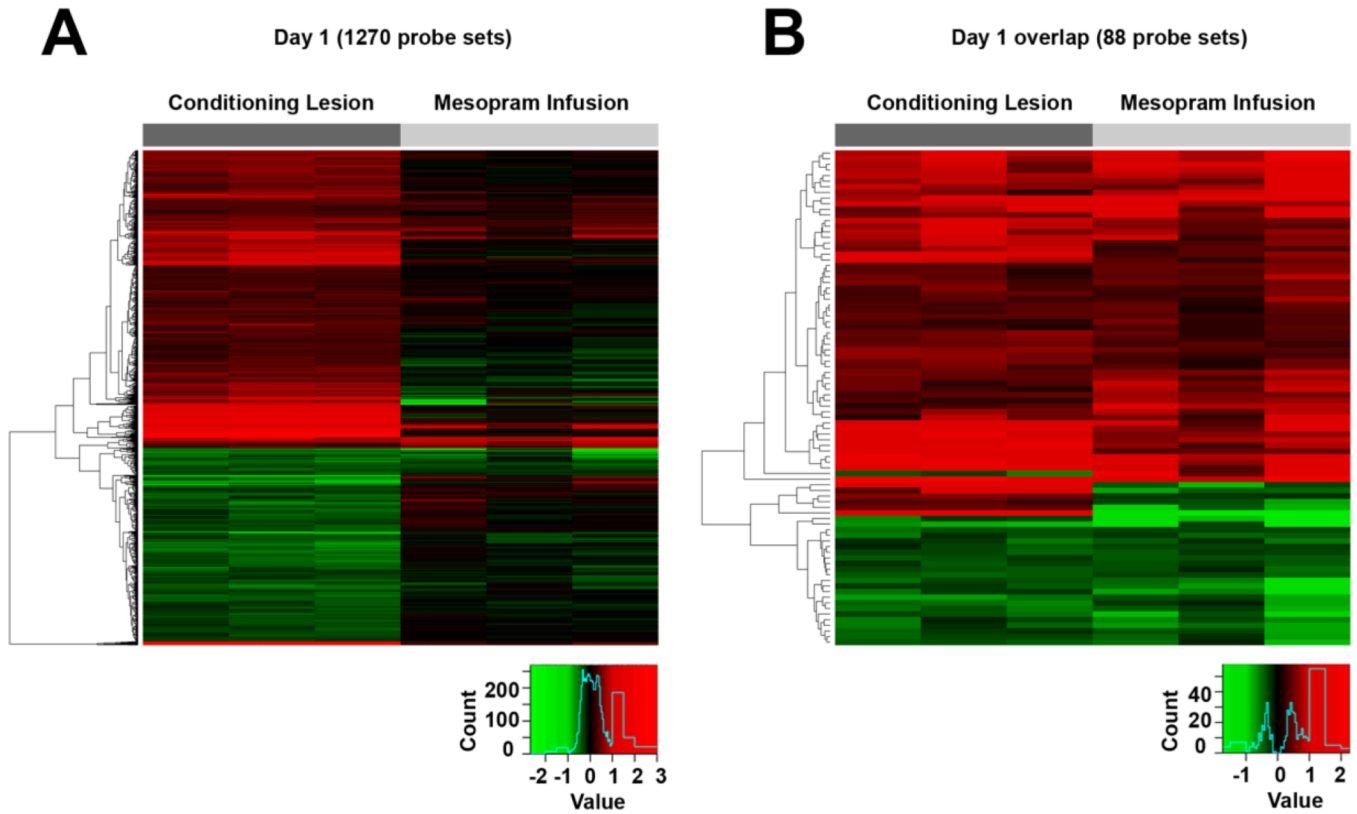 A
Day 1 (1270 probe sets)
Conditioning Lesion
Mesopram Infusion
Count
200
100
0
-2 -1 0 1 2 3
Value
B
Day 1 overlap (88 probe sets)
Conditioning Lesion
Mesopram Infusion
Count
40
20
0
-1 0 1 2
Value